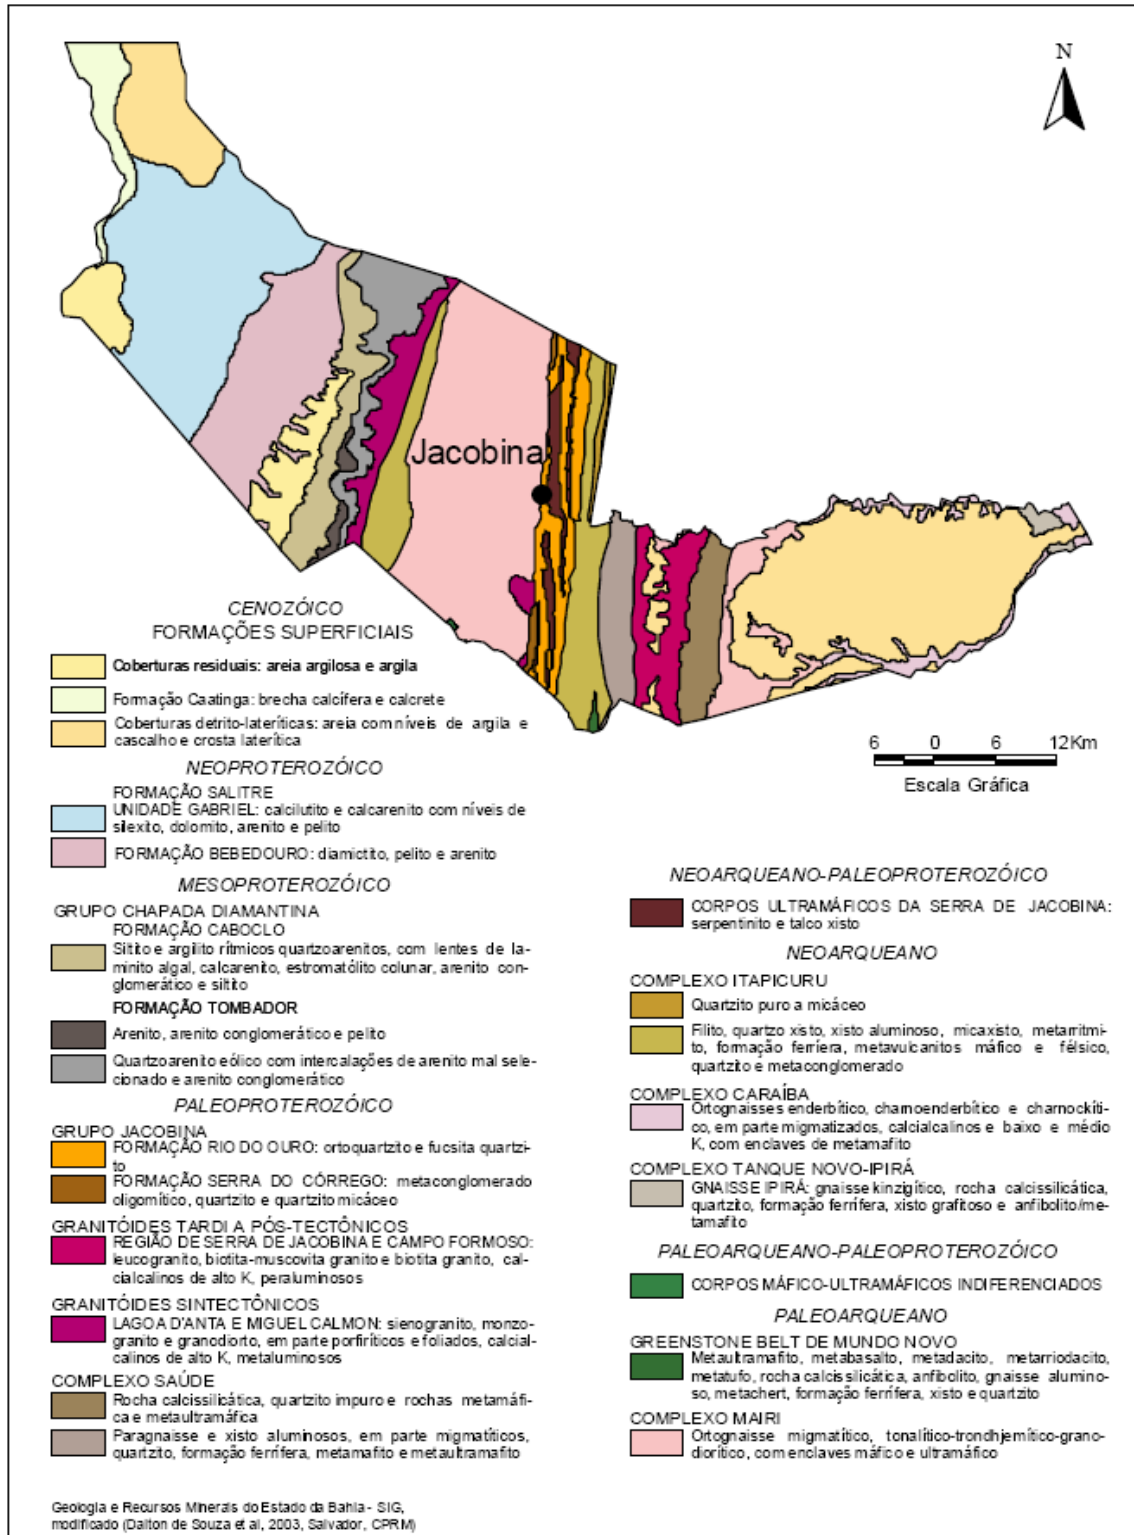 N
Jacobina
6 0 6 12Km
Escala Gráfica
CENOZÓICO
FORMAÇÕES SUPERFICIAIS
Coberturas residuais: areia argilosa e argila
Formação Caatinga: brecha calcífera e calcrete
Coberturas detrito-lateríticas: areia com níveis de argila e
cascalho e crosta laterítica
NEOPROTEROZÓICO
FORMAÇÃO SALITRE
UNIDADE GABRIEL: calcilutito e calcarenito com níveis de
silexito, dolomito, arenito e pelito
FORMAÇÃO BEBEDOURO: diamictito, pelito e arenito
MESOPROTEROZÓICO
GRUPO CHAPADA DIAMANTINA
FORMAÇÃO CABOCLO
Siltito e argilito rítmicos quartzoarenitos, com lentes de la-
minito algal, calcarenito, estromatólito colunar, arenito con-
glomerático e siltito
FORMAÇÃO TOMBADOR
Arenito, arenito conglomerático e pelito
Quartzoarenito eólico com intercalações de arenito mal sele-
cionado e arenito conglomerático
PALEOPROTEROZÓICO
GRUPO JACOBINA
FORMAÇÃO RIO DO OURO: ortoquartzito e fucsita quartzi-
to
FORMAÇÃO SERRA DO CÓRREGO: metaconglomerado
oligomítico, quartzito e quartzito micáceo
GRANITÓIDES TARDI A PÓS-TECTÔNICOS
REGIÃO DE SERRA DE JACOBINA E CAMPO FORMOSO:
leucogranito, biotita-muscovita granito e biotita granito, cal-
cialcalinos de alto K, peraluminosos
GRANITÓIDES SINTECTÔNICOS
LAGOA D'ANTA E MIGUEL CALMON: sienogranito, monzo-
granito e granodiorto, em parte porfiríticos e foliados, calcial-
calinos de alto K, metaluminosos
COMPLEXO SAÚDE
Rocha calcissilicática, quartzito impuro e rochas metamáfi-
ca e metaultramáfica
Paragnaisse e xisto aluminosos, em parte migmatíticos,
quartzito, formação ferrífera, metamafito e metaultramafito
NEOARQUEANO-PALEOPROTEROZÓICO
CORPOS ULTRAMÁFICOS DA SERRA DE JACOBINA:
serpentinito e talco xisto
NEOARQUEANO
COMPLEXO ITAPICURU
Quartzito puro a micáceo
Filito, quartzo xisto, xisto aluminoso, micaxisto, metarritmi-
to, formação ferríera, metavulcanitos máfico e félsico,
quartzito e metaconglomerado
COMPLEXO CARAÍBA
Ortognaisses enderbítico, charnoenderbítico e charnockíti-
co, em parte migmatizados, calcialcalinos e baixo e médio
K, com enclaves de metamafito
COMPLEXO TANQUE NOVO-IPIRÁ
GNAISSE IPIRÁ: gnaisse kinzigítico, rocha calcissilicática,
quartzito, formação ferrífera, xisto grafitoso e anfibolito/me-
tamafito
PALEOARQUEANO-PALEOPROTEROZÓICO
CORPOS MÁFICO-ULTRAMÁFICOS INDIFERENCIADOS
PALEOARQUEANO
GREENSTONE BELT DE MUNDO NOVO
Metaultramafito, metabasalto, metadacito, metarriodacito,
metatufo, rocha calcissilicática, anfibolito, gnaisse alumino-
so, metachert, formação ferrífera, xisto e quartzito
COMPLEXO MAIRI
Ortognaisse migmatítico, tonalítico-trondhjemítico-grano-
diorítico, com enclaves máfico e ultramáfico
Geologia e Recursos Minerais do Estado da Bahia - SIG,
modificado (Dalton de Souza et al, 2003, Salvador, CPRM)